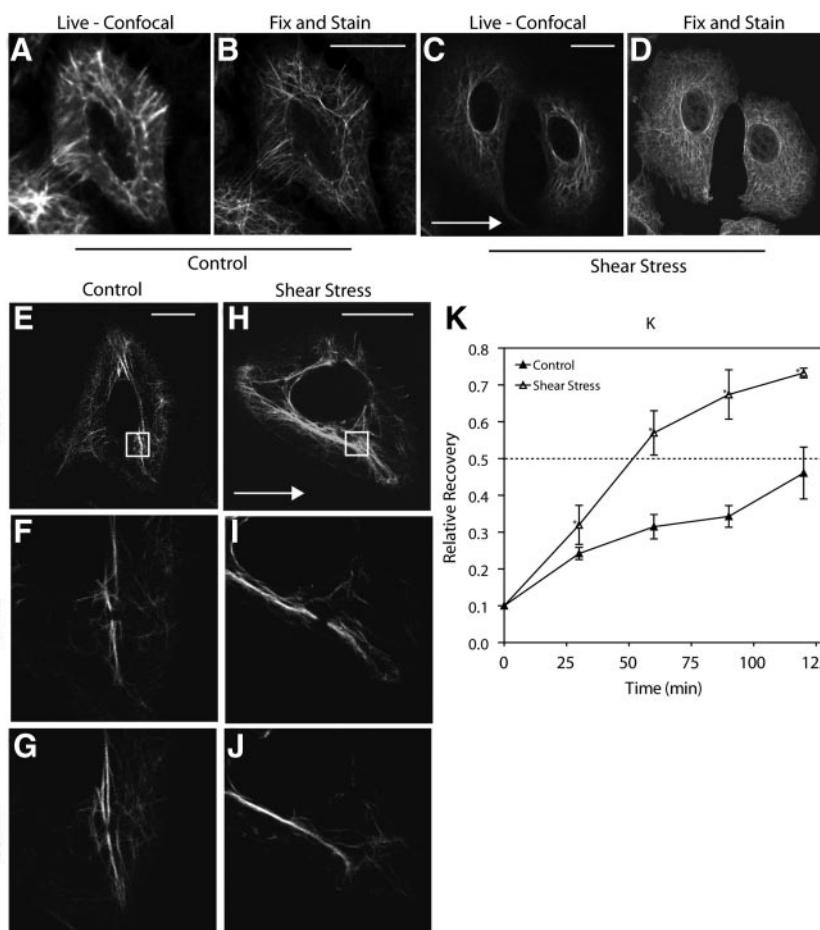 Live - Confocal
Fix and Stain
Live - Confocal
Fix and Stain
A
B
C
D
Control
Shear Stress
Control
Shear Stress
E
H
F
I
G
J
K
K
Control
Shear Stress
Relative Recovery
0.8
0.7
0.6
0.5
0.4
0.3
0.2
0.1
0.0
0
25
50
75
100
Time (min)